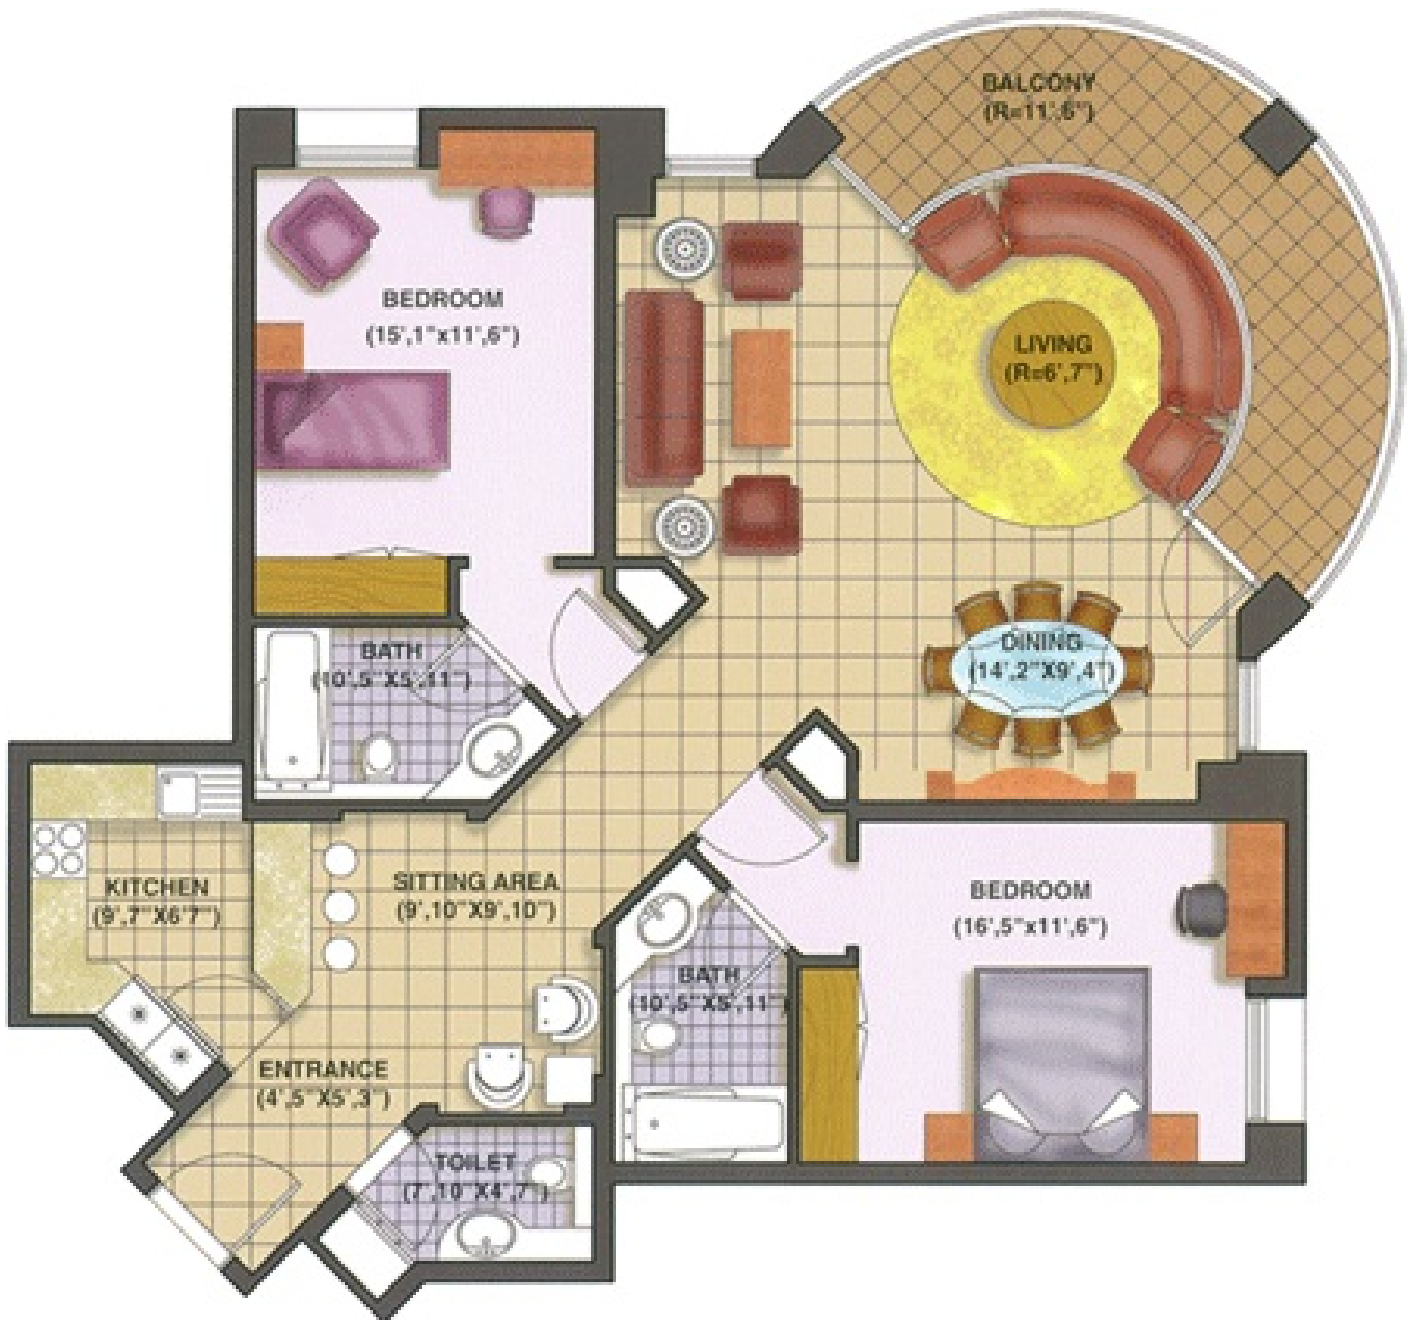 BALCONY
(R=11',6")
BEDROOM
(15',1"x11',6")
LIVING
(R=6',7")
BATH
(10',5"X5',11")
DINING
(14',2"X9',4")
KITCHEN
(9',7"X6'7")
SITTING AREA
(9',10"X9',10")
BEDROOM
(16',5"x11',6")
BATH
(10',5"X5',11")
ENTRANCE
(4',5"X5',3")
TOILET
(7',10"X4',7")